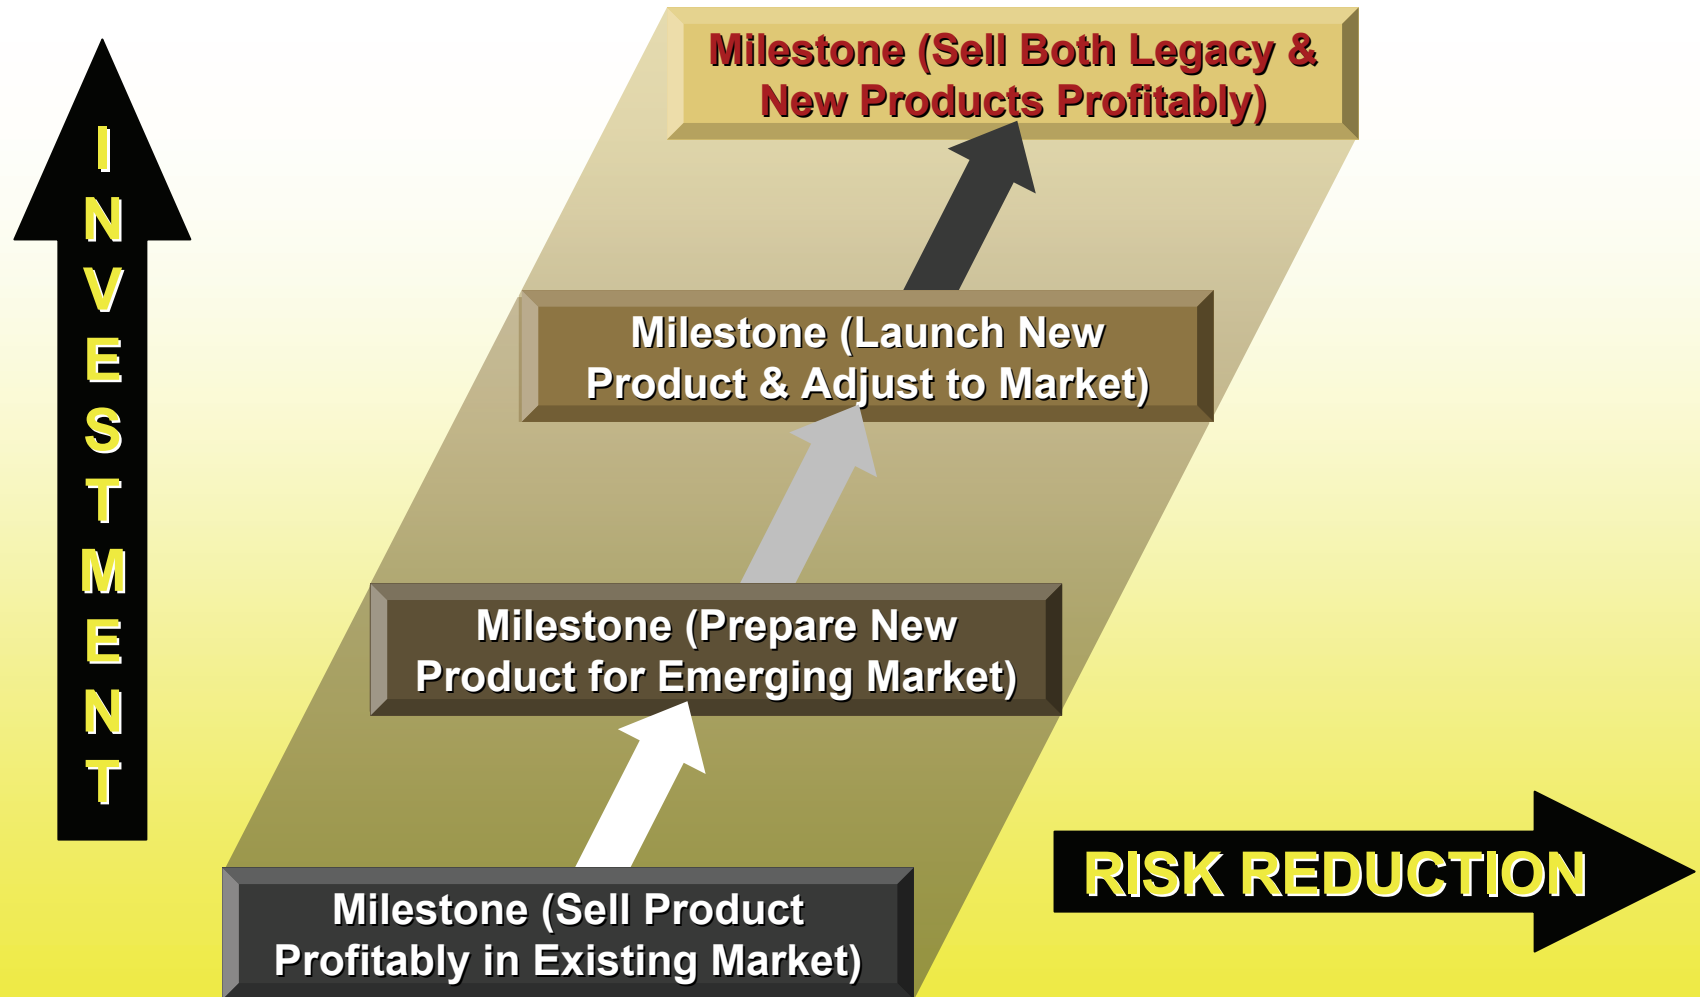 Milestone (Sell Both Legacy &
New Products Profitably)
INVESTMENT
Milestone (Launch New
Product & Adjust to Market)
Milestone (Prepare New
Product for Emerging Market)
RISK REDUCTION
Milestone (Sell Product
Profitably in Existing Market)